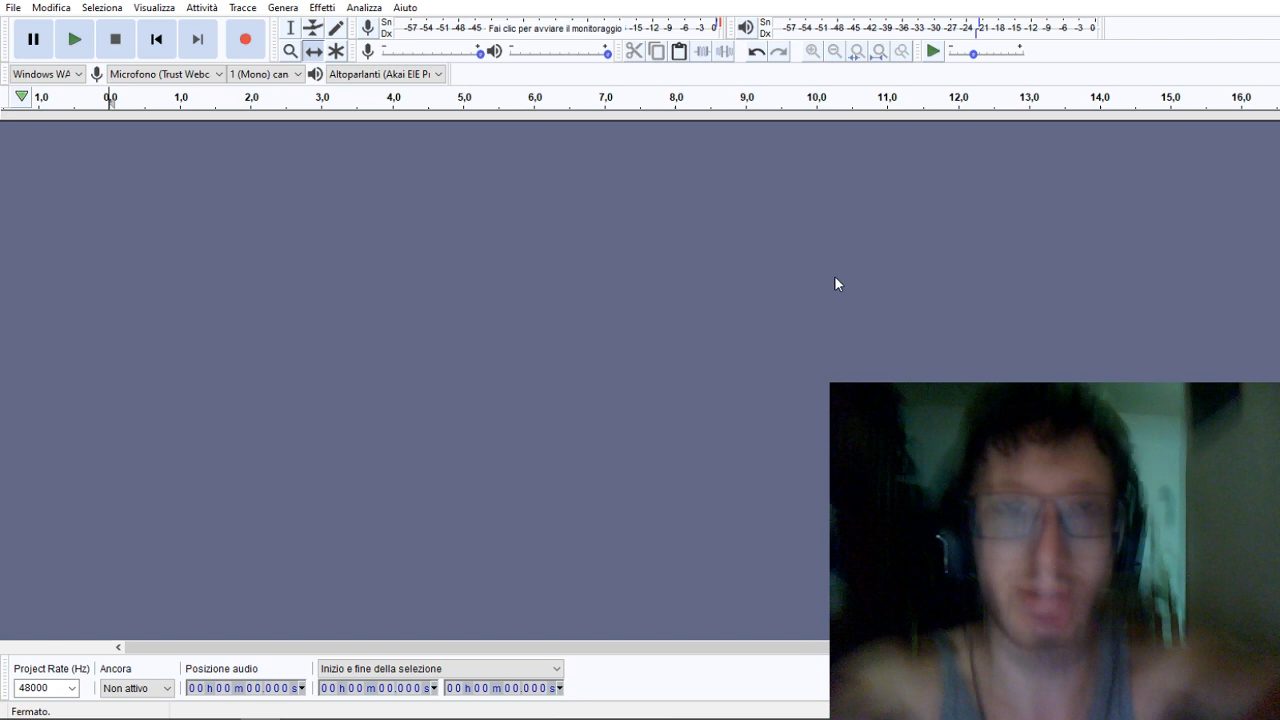 File Modifica Seleziona Visualizza Attività Tracce Genera Effetti Analizza Aiuto
Sn
Dx
-57 -54 -51 -48 -45 - Fai clic per avviare il monitoraggio -15 -12 -9 -6 -3 0
Sn
Dx
-57 -54 -51 -48 -45 -42 -39 -36 -33 -30 -27 -24 -21 -18 -15 -12 -9 -6 -3 0
Windows WA
Microfono (Trust Webc
1 (Mono) can
Altoparlanti (Akai EIE Pr
1,0 0,0 1,0 2,0 3,0 4,0 5,0 6,0 7,0 8,0 9,0 10,0 11,0 12,0 13,0 14,0 15,0 16,0
Project Rate (Hz) Ancora Posizione audio Inizio e fine della selezione
48000 Non attivo 00 h 00 m 00.000 s 00 h 00 m 00.000 s 00 h 00 m 00.000 s
Fermato.